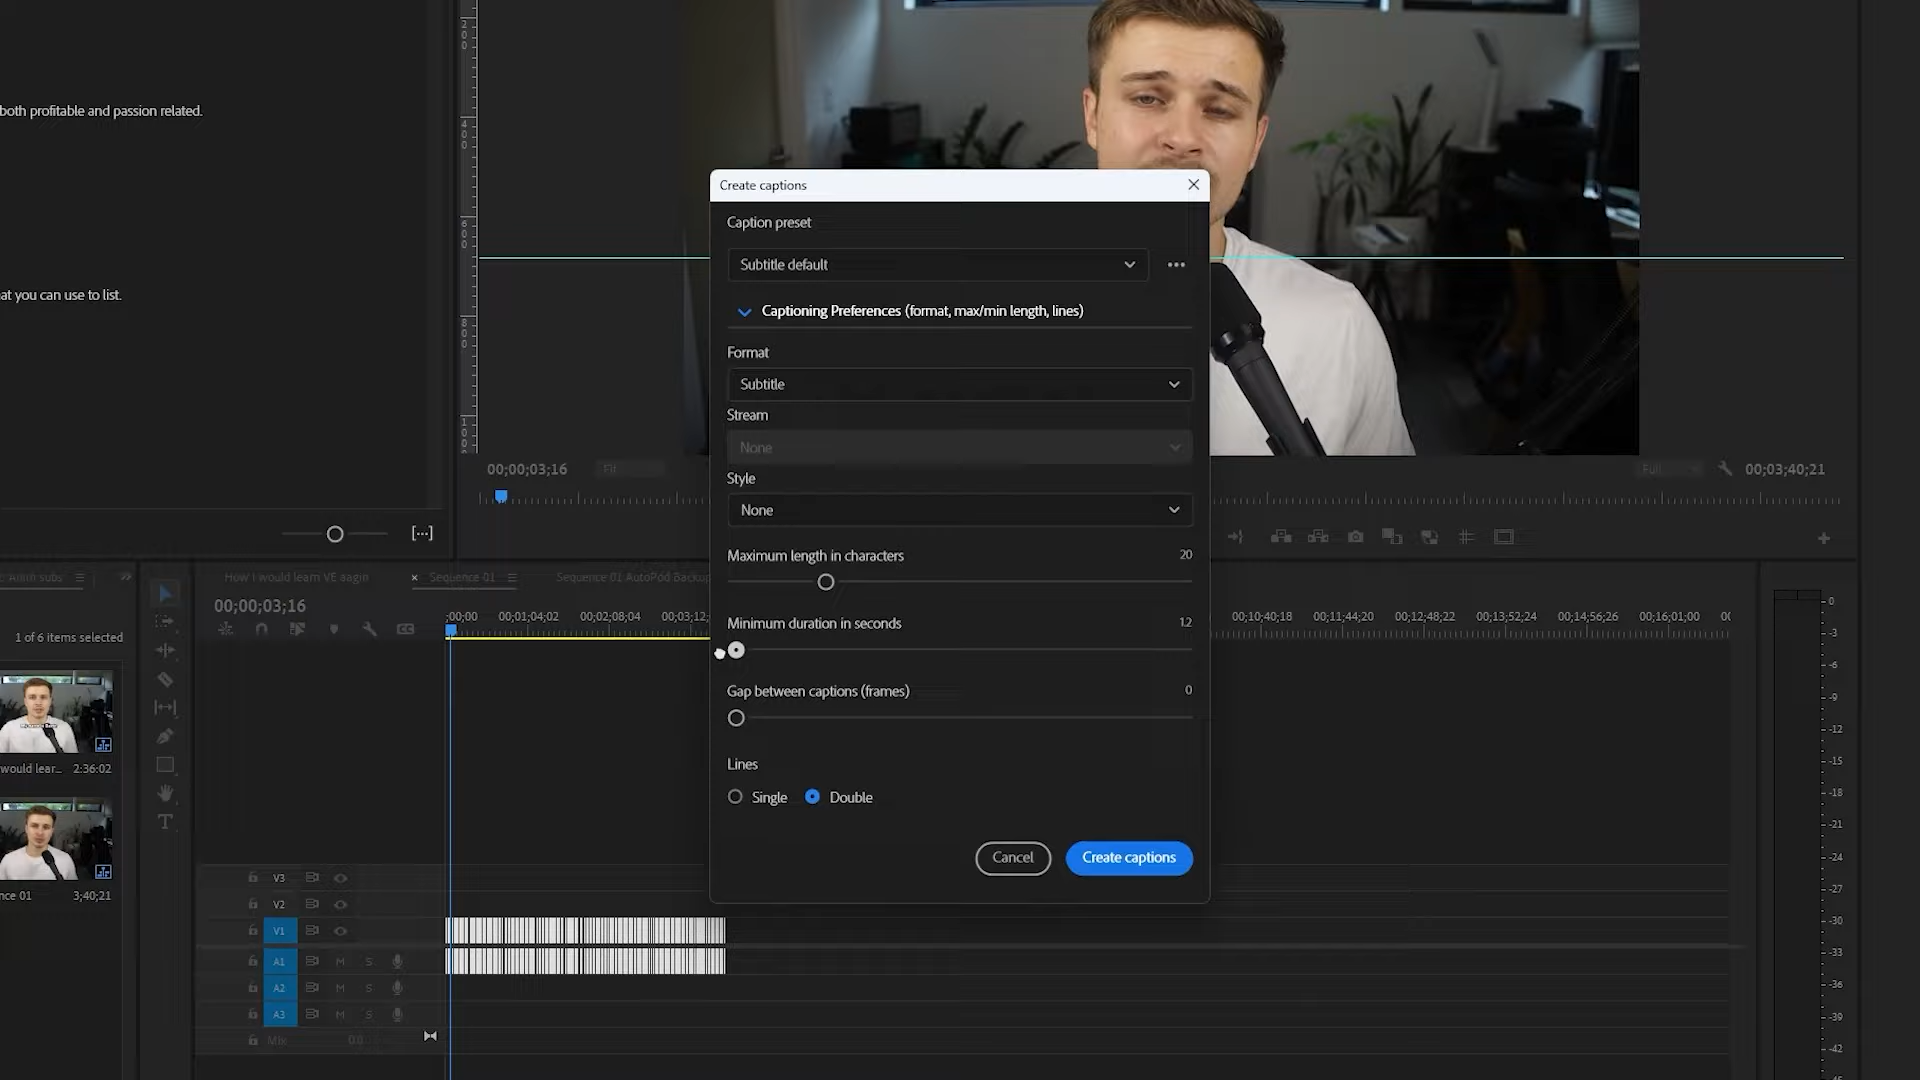 both profitable and passion related.
at you can use to list.
Create captions
Caption preset
Subtitle default
Captioning Preferences (format, max/min length, lines)
Format
Subtitle
Stream
None
Style
None
Maximum length in characters
20
Minimum duration in seconds
1.2
Gap between captions (frames)
0
Lines
Single
Double
Cancel
Create captions
00;00;03;16
Fit
Full
00;03;40;21
1 of 6 items selected
would lear... 2:36:02
nce 01 3;40;21
How I would learn VE aagin
× Sequence 01
Sequence 01 AutoPod Backup
00;00;03;16
;00;00 00;01;04;02 00;02;08;04 00;03;12; 00;10;40;18 00;11;44;20 00;12;48;22 00;13;52;24 00;14;56;26 00;16;01;00 00
V3
V2
V1
A1 M S
A2 M S
A3 M S
Mix 0.0
0
-3
-6
-9
-12
-15
-18
-21
-24
-27
-30
-33
-36
-39
-42